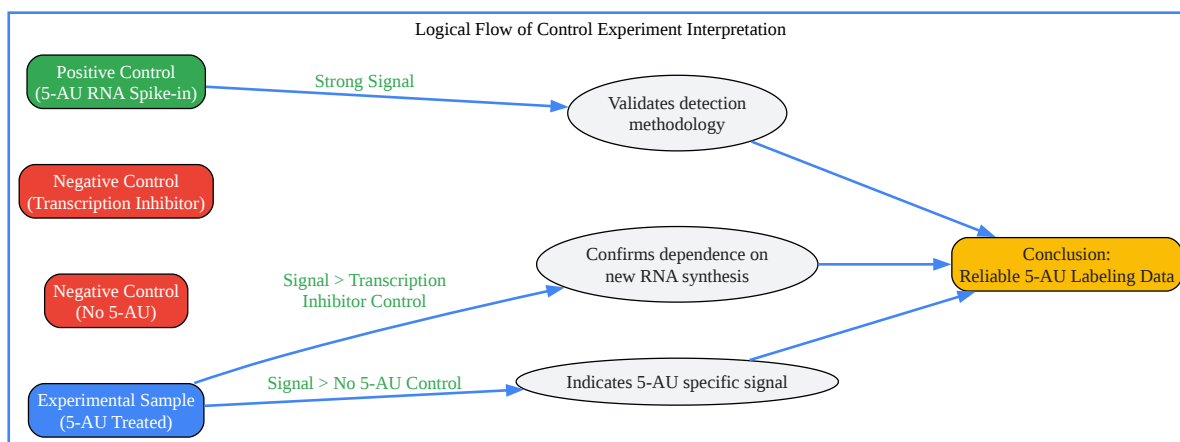 Logical Flow of Control Experiment Interpretation
Positive Control
(5-AU RNA Spike-in)
Strong Signal
Validates detection
methodology
Negative Control
(Transcription Inhibitor)
Confirms dependence on
new RNA synthesis
Conclusion:
Reliable 5-AU Labeling Data
Negative Control
(No 5-AU)
Signal > Transcription
Inhibitor Control
Experimental Sample
(5-AU Treated)
Signal > No 5-AU Control
Indicates 5-AU specific signal